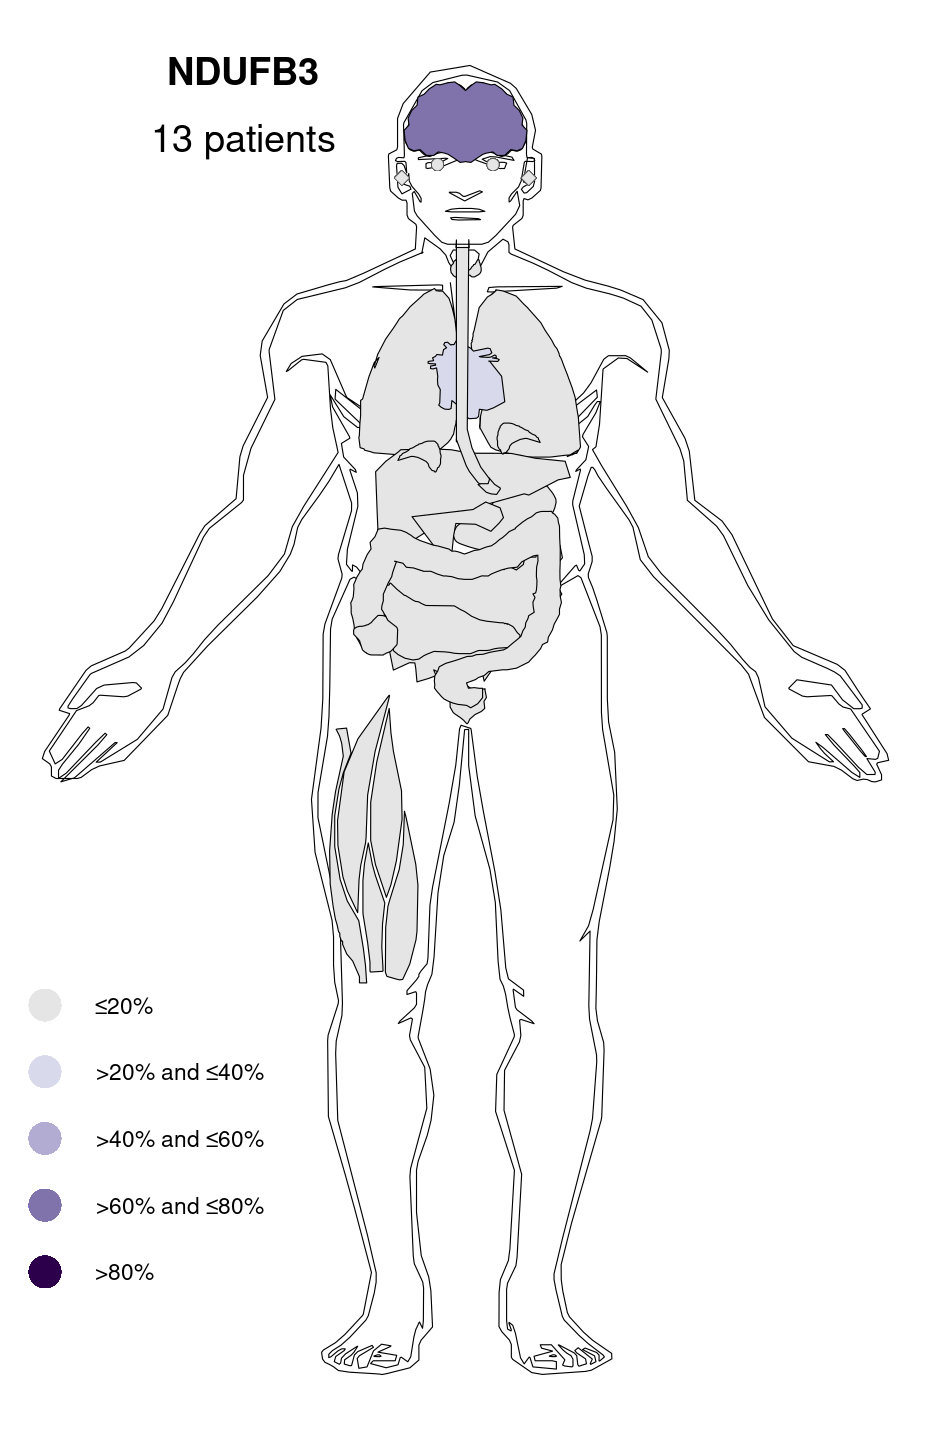 NDUFB3
13 patients
≤20%
>20% and ≤40%
>40% and ≤60%
>60% and ≤80%
>80%